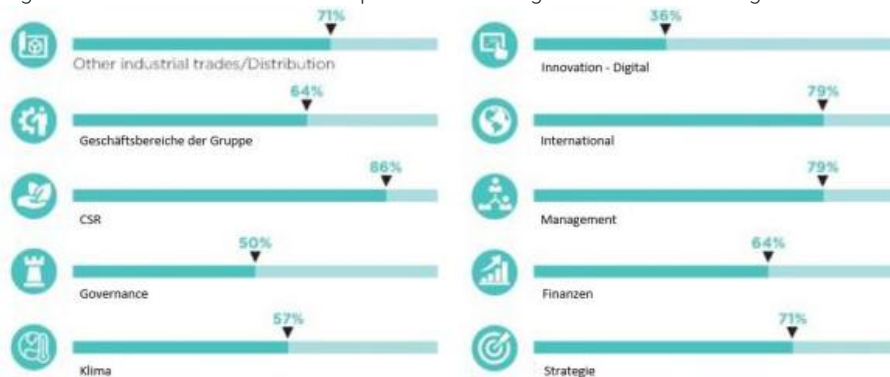 71% 36%
Other industrial trades/Distribution Innovation - Digital
64% 79%
Geschäftsbereiche der Gruppe International
86% 79%
CSR Management
50% 64%
Governance Finanzen
57% 71%
Klima Strategie